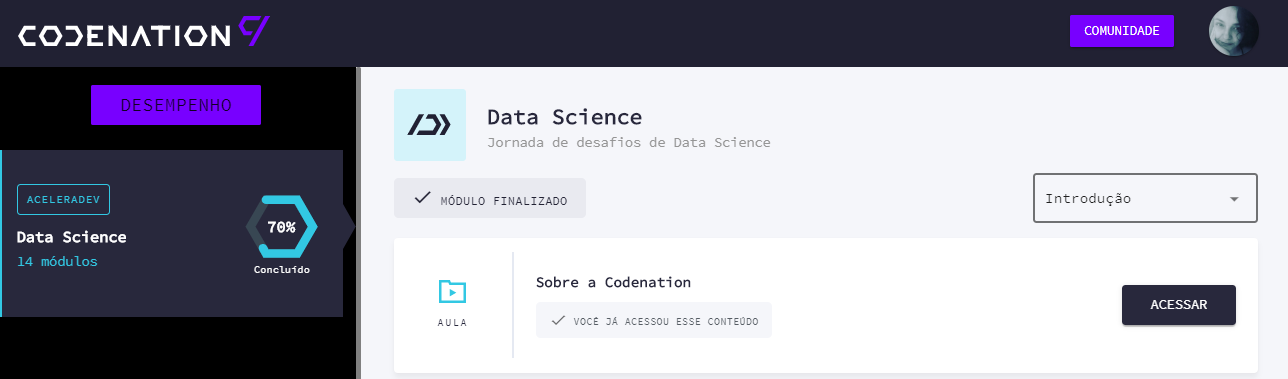 CODENATION
COMUNIDADE
DESEMPENHO
ACELERADEV
Data Science
14 módulos
70%
Concluído
Data Science
Jornada de desafios de Data Science
MÓDULO FINALIZADO
Introdução
AULA
Sobre a Codenation
VOCÊ JÁ ACESSOU ESSE CONTEÚDO
ACESSAR